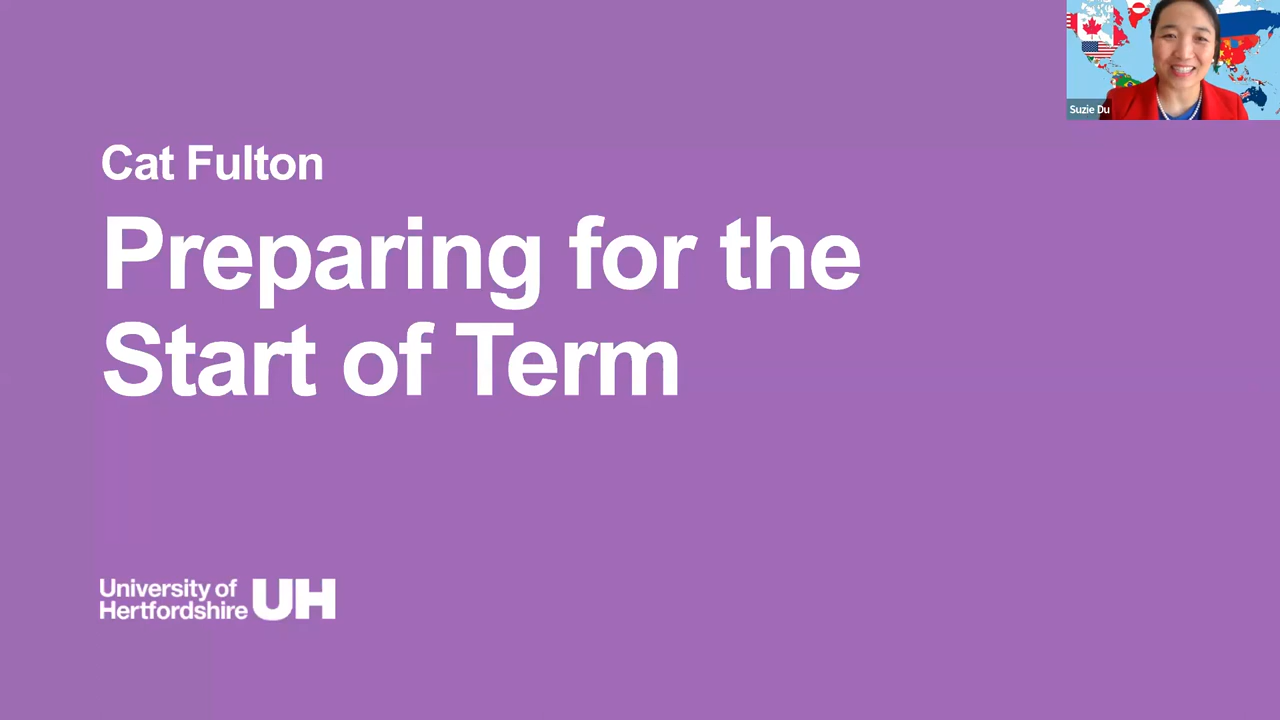 Cat Fulton
Preparing for the
Start of Term
University of
Hertfordshire UH
Suzie Du